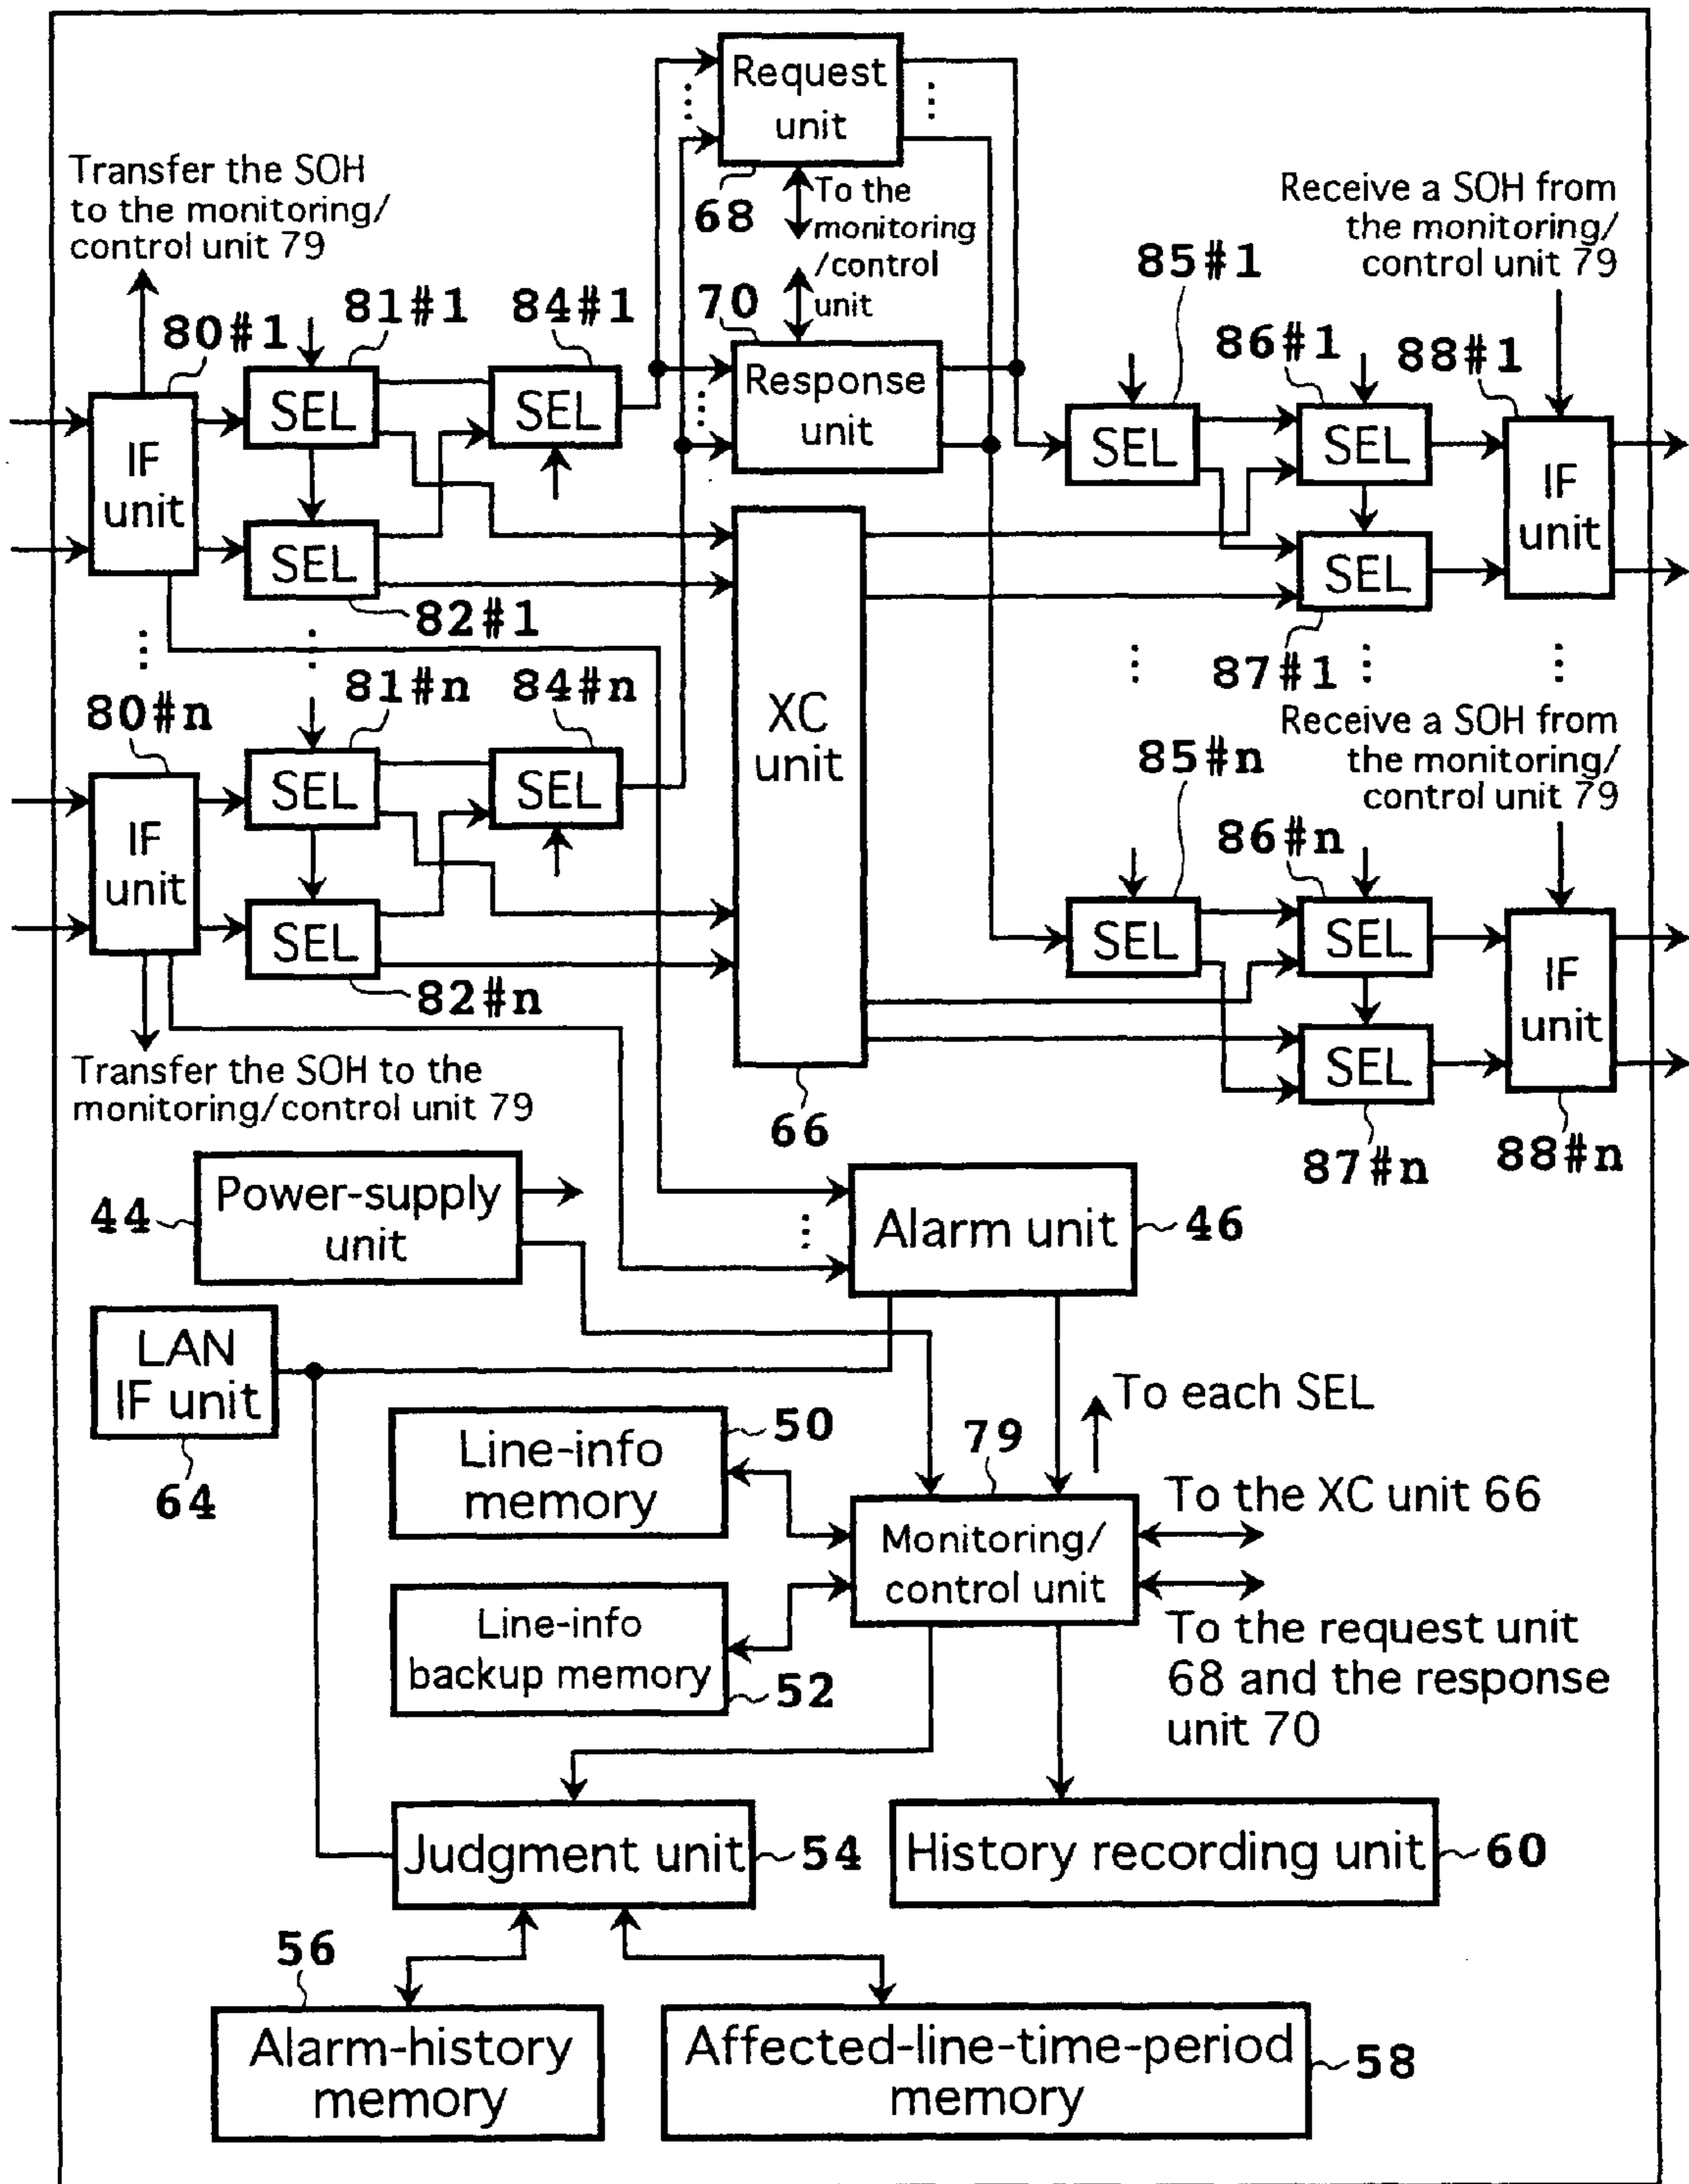 Request
unit
68
To the
monitoring
/control
unit
70
Response
unit
Transfer the SOH
to the monitoring/
control unit 79
80#1
81#1
84#1
IF
unit
SEL
SEL
SEL
82#1
Receive a SOH from
the monitoring/
control unit 79
85#1
86#1
88#1
SEL
SEL
SEL
IF
unit
87#1
80#n
81#n
84#n
IF
unit
SEL
SEL
SEL
82#n
Transfer the SOH to the
monitoring/control unit 79
XC
unit
66
Receive a SOH from
the monitoring/
control unit 79
85#n
86#n
SEL
SEL
SEL
IF
unit
87#n
88#n
44
Power-supply
unit
Alarm unit
46
LAN
IF unit
64
Line-info
memory
50
79
To each SEL
Monitoring/
control unit
To the XC unit 66
Line-info
backup memory
52
To the request unit
68 and the response
unit 70
Judgment unit
54
History recording unit
60
56
Alarm-history
memory
Affected-line-time-period
memory
58